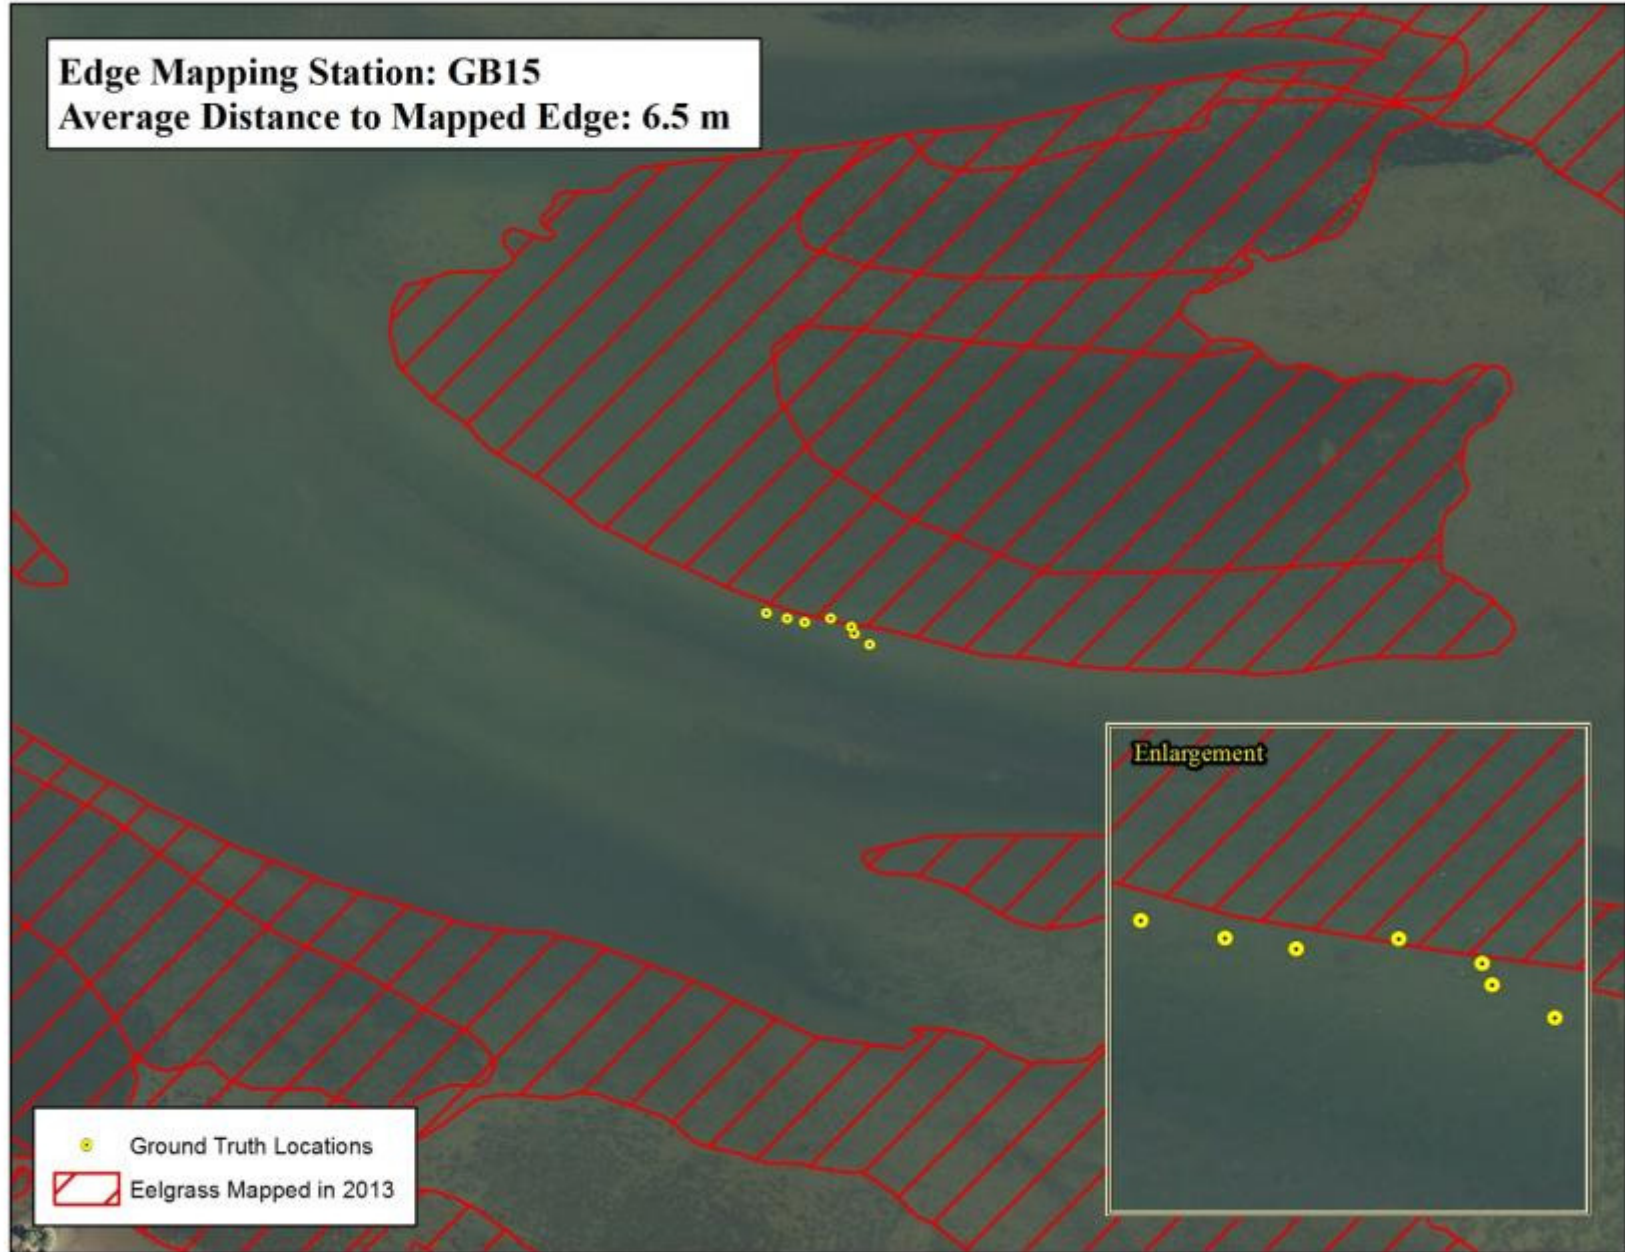 Edge Mapping Station: GB15
Average Distance to Mapped Edge: 6.5 m
Enlargement
Ground Truth Locations
Eelgrass Mapped in 2013